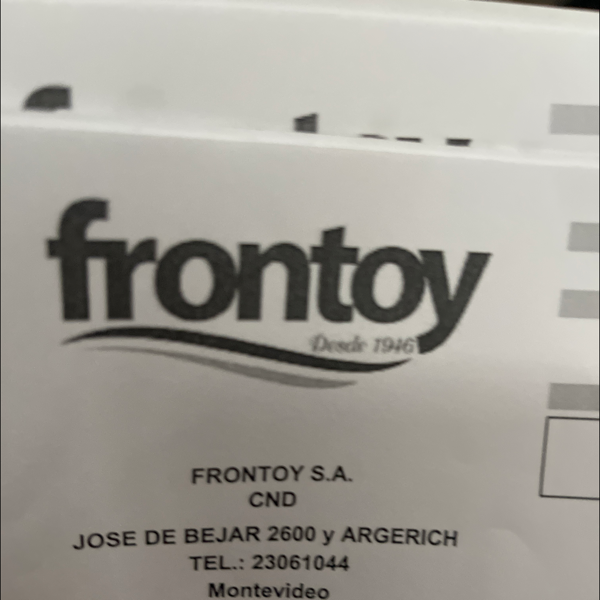 frontoy
Desde 1946
FRONTOY S.A.
CND
JOSE DE BEJAR 2600 y ARGERICH
TEL.: 23061044
Montevideo